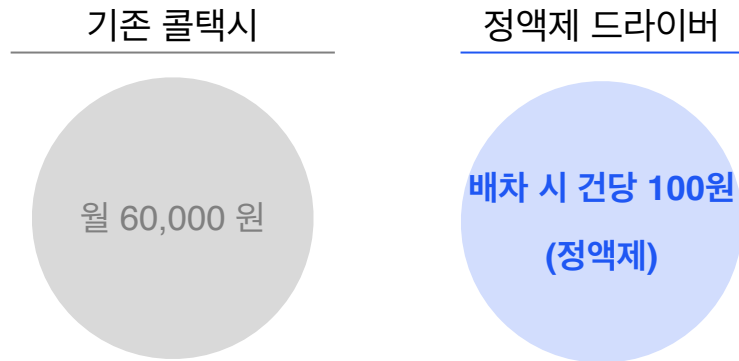 기존 콜택시
정액제 드라이버
월 60,000 원
배차 시 건당 100원
(정액제)